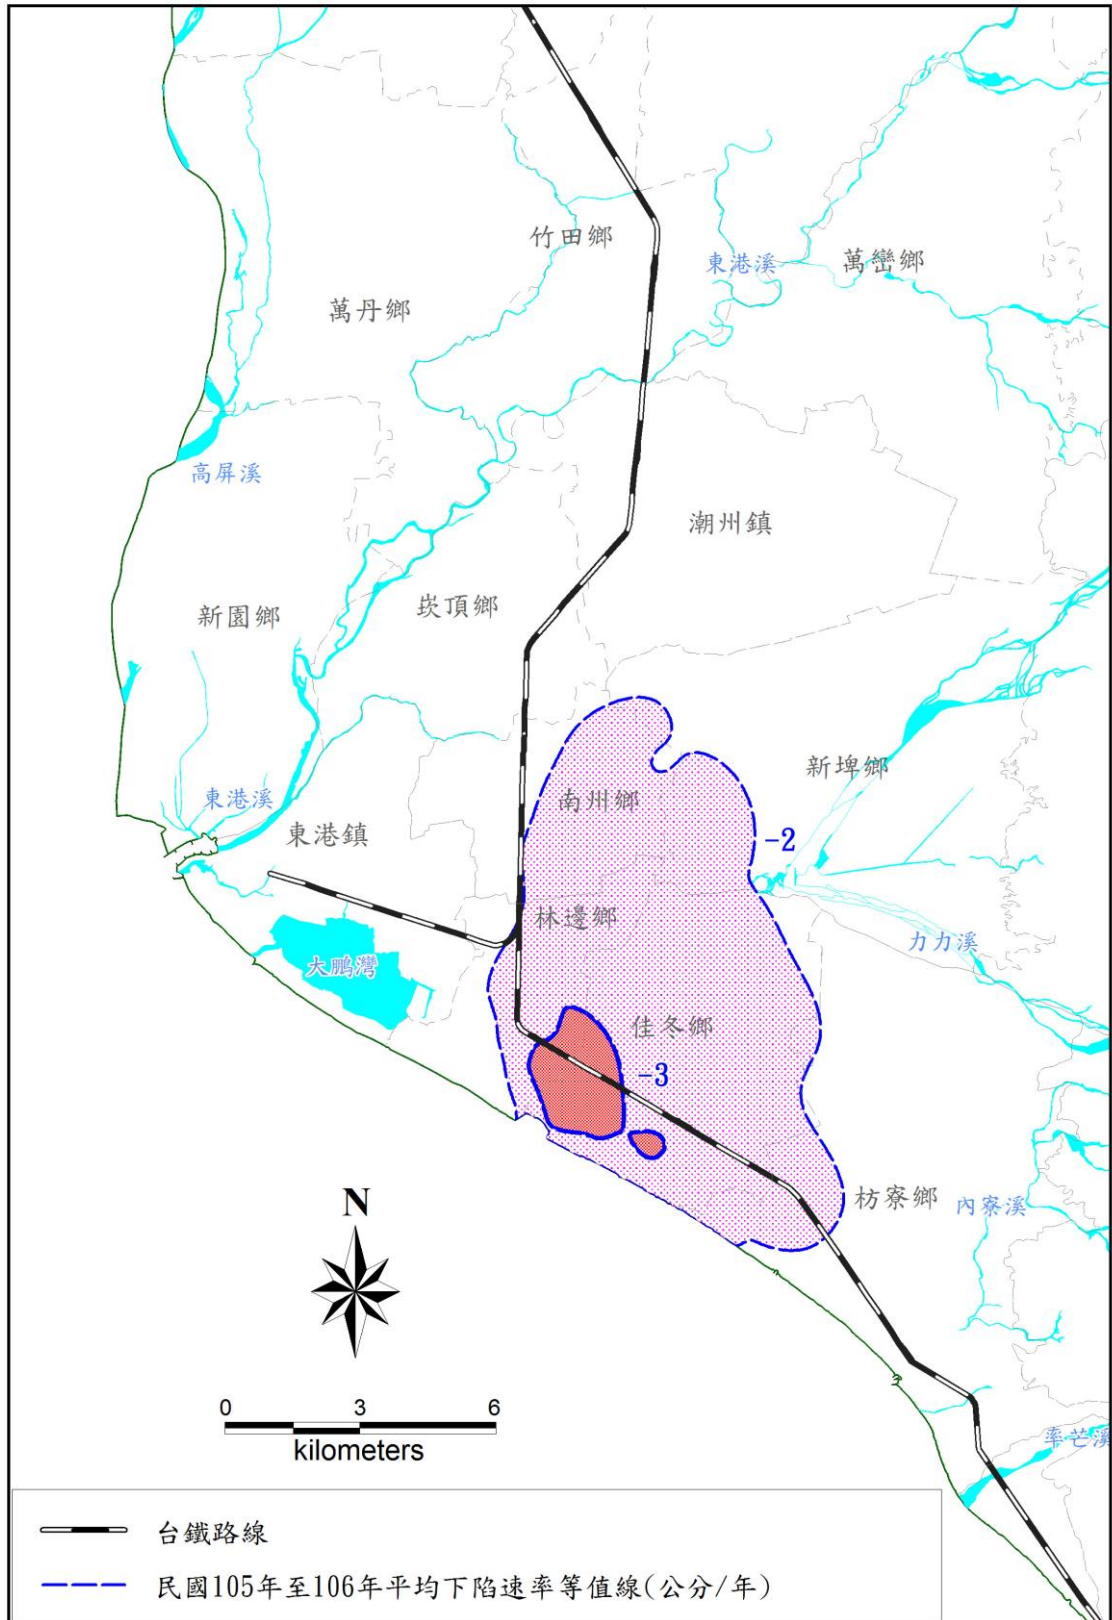 竹田鄉
東港溪
萬巒鄉
萬丹鄉
高屏溪
潮州鎮
新園鄉
崁頂鄉
新埤鄉
東港溪
南州鄉
東港鎮
-2
林邊鄉
力力溪
大鵬灣
佳冬鄉
-3
枋寮鄉
內寮溪
N
0 3 6
kilometers
率芒溪
台鐵路線
民國105年至106年平均下陷速率等值線(公分/年)